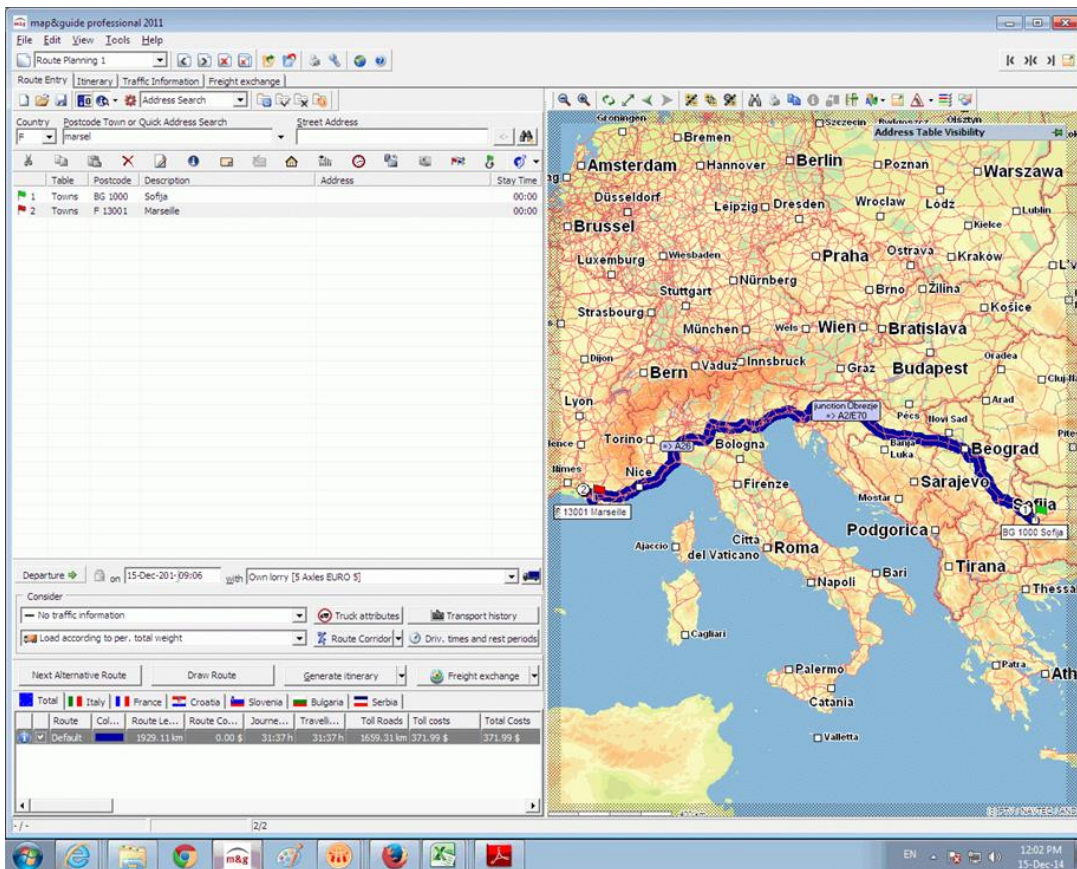 map&guide professional 2011
File Edit View Tools Help
Route Planning 1
Route Entry Itinerary Traffic Information Freight exchange
Address Search
Country Postcode Town or Quick Address Search Street Address
F marsel
Table Postcode Description Address Stay Time
1 Towns BG 1000 Sofija 00:00
2 Towns F 13001 Marseille 00:00
Departure on 15-Dec-201 09:06 with Own lorry [5 Axles EURO 5]
Consider
No traffic information Truck attributes Transport history
Load according to per. total weight Route Corridor Driv. times and rest periods
Next Alternative Route Draw Route Generate itinerary Freight exchange
Total Italy France Croatia Slovenia Bulgaria Serbia
Route Col... Route Le... Route Co... Journe... Travelli... Toll Roads Toll costs Total Costs
Default 1929.11 km 0.00 $ 31:37 h 31:37 h 1659.31 km 371.99 $ 371.99 $
- / - 2/2
Address Table Visibility
Groningen
Szczecin
Olsztyn
Bremen
Amsterdam
Hannover
Berlin
Poznań
Warszawa
Düsseldorf
Leipzig
Dresden
Wrocław
Łódź
Lublin
Brussel
Kielce
Luxemburg
Wiesbaden
Praha
Ostrava
Kraków
Nürnberg
Stuttgart
Brno
Žilina
Strasbourg
Košice
München
Wels
Wien
Bratislava
Dijon
Vaduz
Innsbruck
Graz
Budapest
Oradea
Bern
Cluj-
Lyon
junction Obrezje
=> A2/E70
Pécs
Novi Sad
Arad
Torino
=> A26
Bologna
Banja
Luka
Beograd
Nimes
Nice
Firenze
Sarajevo
Mostar
Sofija
F 13001 Marseille
BG 1000 Sofija
Podgorica
Ajaccio
Città
del Vaticano
Roma
Tirana
Napoli
Bari
Cagliari
Palermo
Patra
Catania
Valletta
m&g
EN
12:02 PM
15-Dec-14